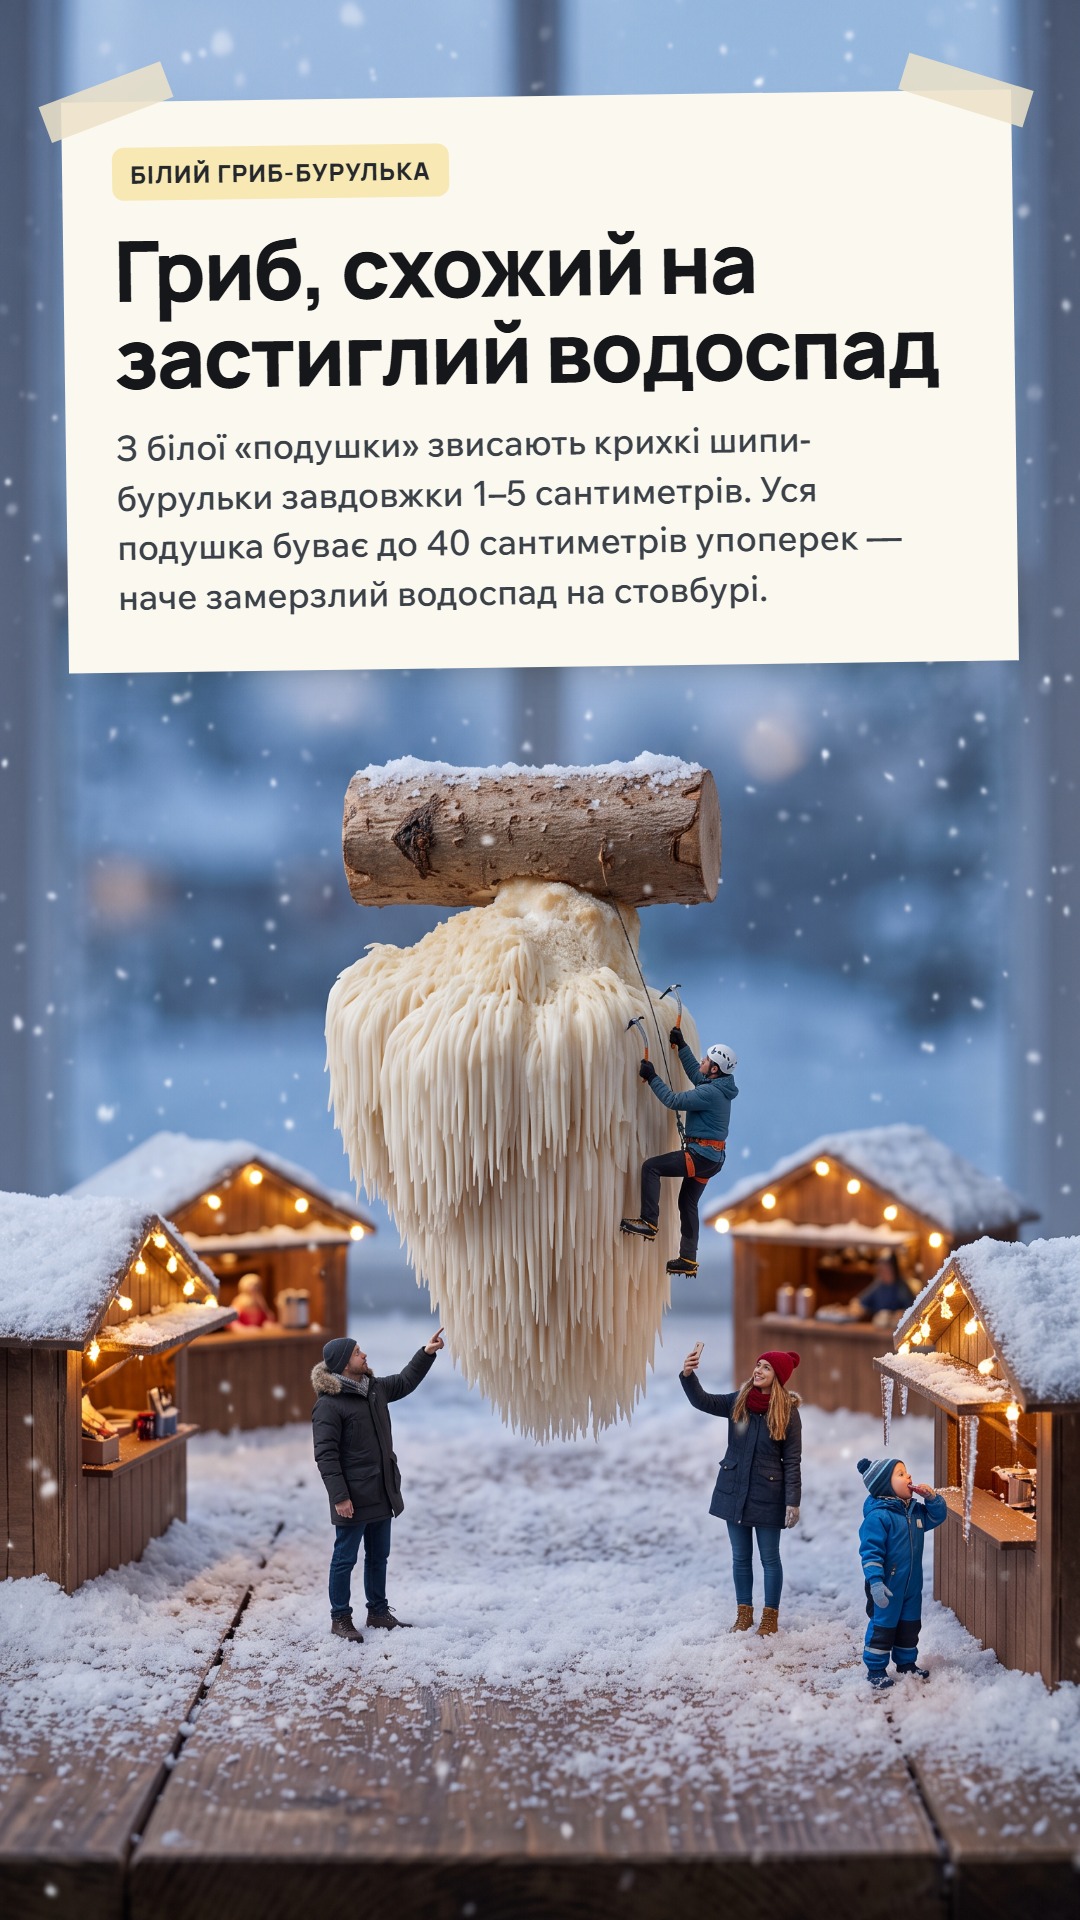 БІЛИЙ ГРИБ-БУРУЛЬКА
Гриб, схожий на
застиглий водоспад
З білої «подушки» звисають крихкі шипи-
бурульки завдовжки 1–5 сантиметрів. Уся
подушка буває до 40 сантиметрів упоперек —
наче замерзлий водоспад на стовбурі.